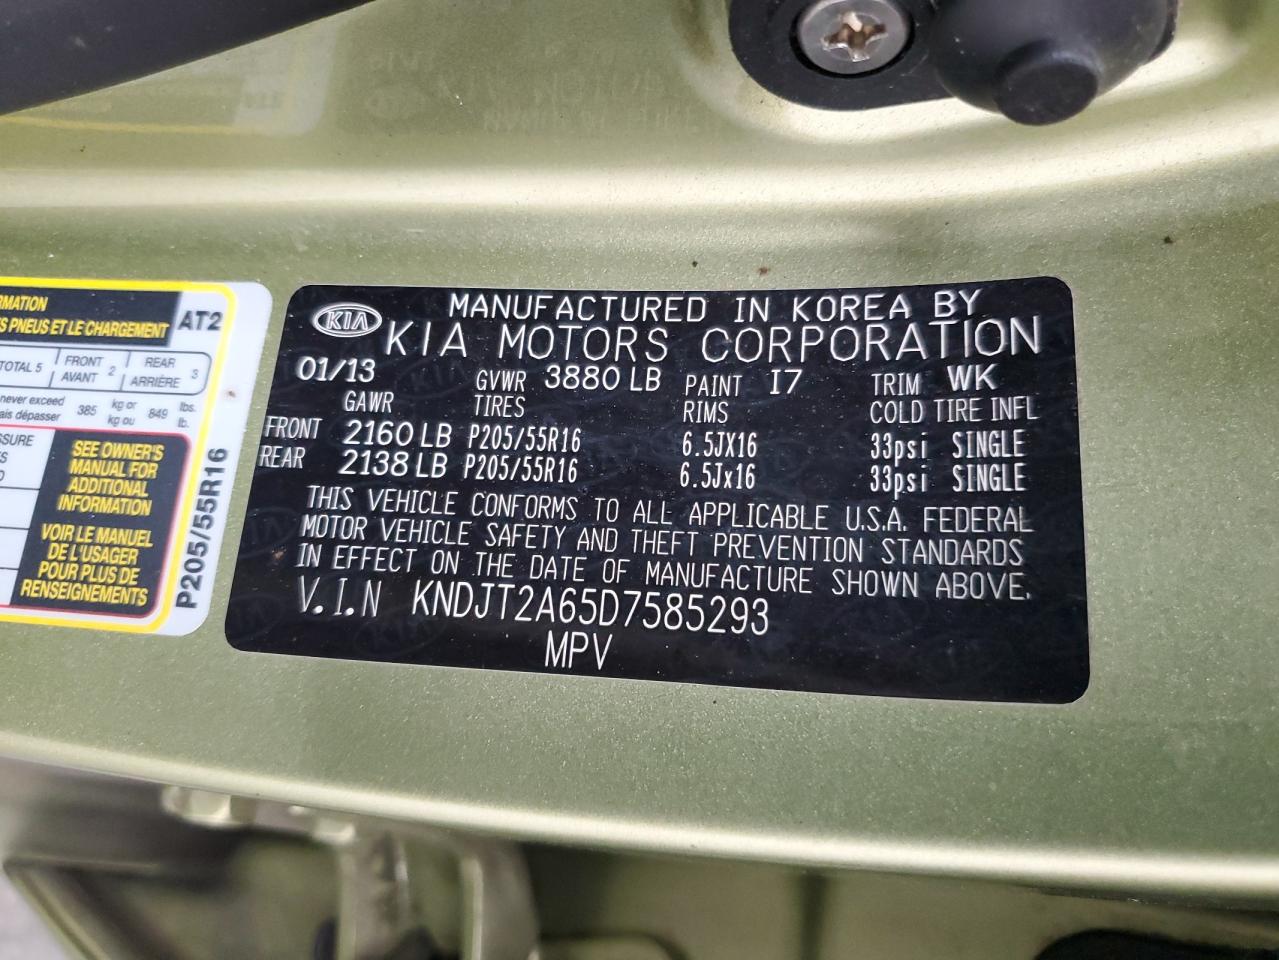 RMATION
S PNEUS ET LE CHARGEMENT AT2
TOTAL 5 FRONT AVANT 2 REAR ARRIÈRE 3
never exceed
ais dépasser 385 kg or kg ou 849 lbs. lb.
SSURE
SEE OWNER'S
MANUAL FOR
ADDITIONAL
INFORMATION
VOIR LE MANUEL
DE L'USAGER
POUR PLUS DE
RENSEIGNEMENTS
P205/55R16
KIA
MANUFACTURED IN KOREA BY
KIA MOTORS CORPORATION
01/13 GVWR 3880 LB PAINT I7 TRIM WK
GAWR TIRES RIMS COLD TIRE INFL
FRONT 2160 LB P205/55R16 6.5JX16 33psi SINGLE
REAR 2138 LB P205/55R16 6.5Jx16 33psi SINGLE
THIS VEHICLE CONFORMS TO ALL APPLICABLE U.S.A. FEDERAL
MOTOR VEHICLE SAFETY AND THEFT PREVENTION STANDARDS
IN EFFECT ON THE DATE OF MANUFACTURE SHOWN ABOVE.
V.I.N KNDJT2A65D7585293
MPV